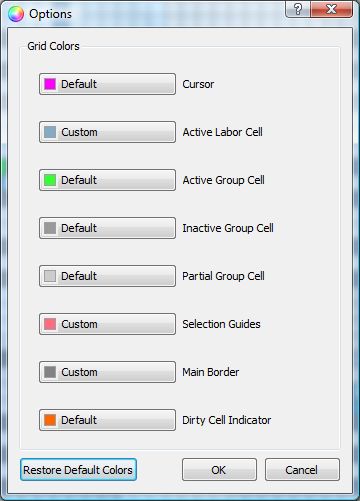 Options
Grid Colors
Default Cursor
Custom Active Labor Cell
Default Active Group Cell
Default Inactive Group Cell
Default Partial Group Cell
Custom Selection Guides
Custom Main Border
Default Dirty Cell Indicator
Restore Default Colors OK Cancel